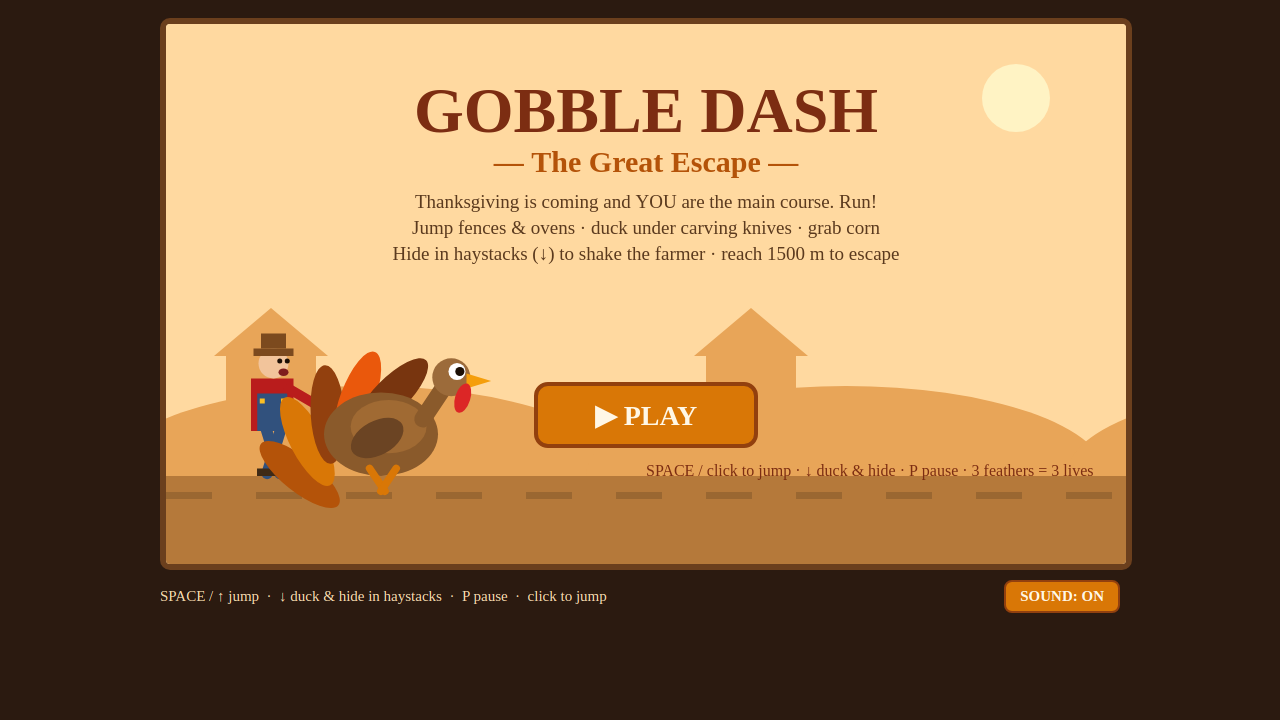 GOBBLE DASH
— The Great Escape —
Thanksgiving is coming and YOU are the main course. Run!
Jump fences & ovens · duck under carving knives · grab corn
Hide in haystacks (↓) to shake the farmer · reach 1500 m to escape
▶ PLAY
SPACE / click to jump · ↓ duck & hide · P pause · 3 feathers = 3 lives
SPACE / ↑ jump · ↓ duck & hide in haystacks · P pause · click to jump
SOUND: ON